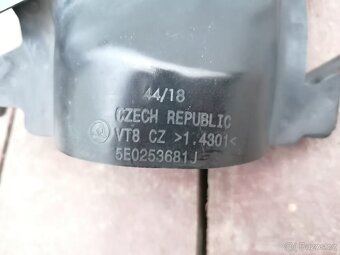 44/18
CZECH REPUBLIC
VT8 CZ >1.4301<
5E0253681J